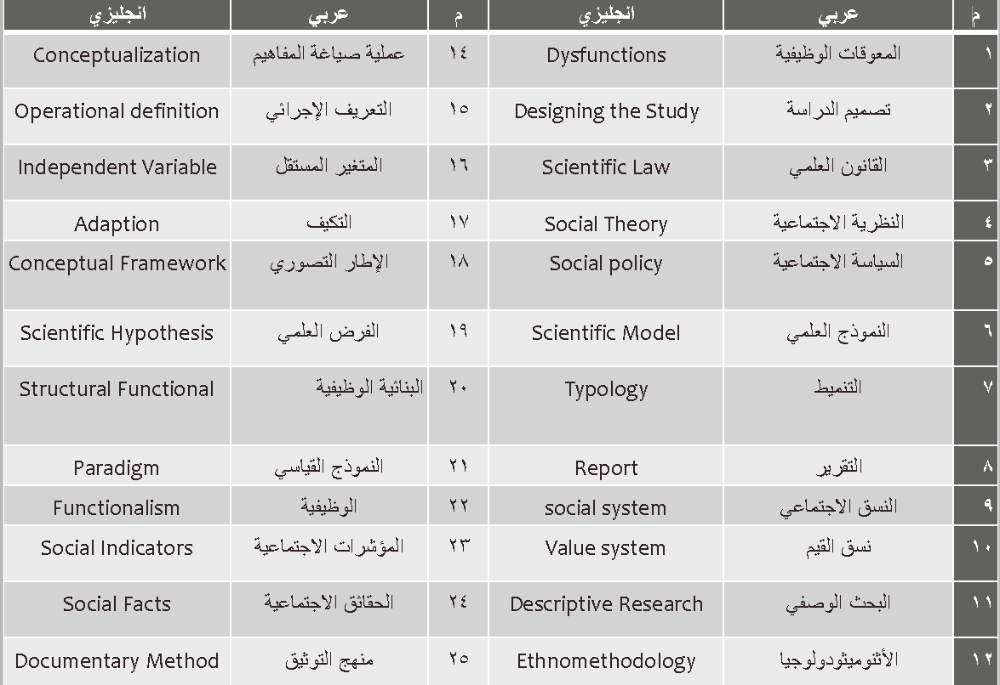 م عربي انجليزي م عربي انجليزي
١ المعوقات الوظيفية Dysfunctions ١٤ عملية صياغة المفاهيم Conceptualization
٢ تصميم الدراسة Designing the Study ١٥ التعريف الإجرائي Operational definition
٣ القانون العلمي Scientific Law ١٦ المتغير المستقل Independent Variable
٤ النظرية الاجتماعية Social Theory ١٧ التكيف Adaption
٥ السياسة الاجتماعية Social policy ١٨ الإطار التصوري Conceptual Framework
٦ النموذج العلمي Scientific Model ١٩ الفرض العلمي Scientific Hypothesis
٧ التنميط Typology ٢٠ البنائية الوظيفية Structural Functional
٨ التقرير Report ٢١ النموذج القياسي Paradigm
٩ النسق الاجتماعي social system ٢٢ الوظيفية Functionalism
١٠ نسق القيم Value system ٢٣ المؤشرات الاجتماعية Social Indicators
١١ البحث الوصفي Descriptive Research ٢٤ الحقائق الاجتماعية Social Facts
١٢ الأثنوميثودولوجيا Ethnomethodology ٢٥ منهج التوثيق Documentary Method